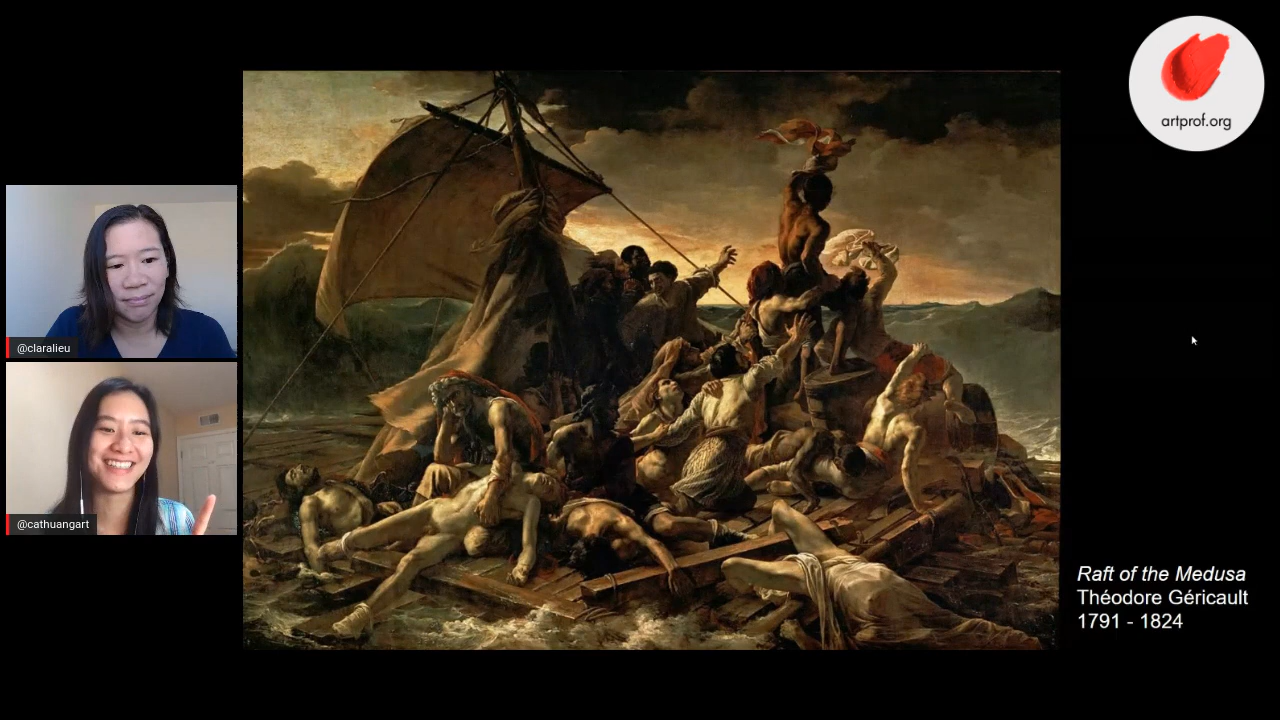 artprof.org
@claralieu
@cathuangart
Raft of the Medusa
Théodore Géricault
1791 - 1824